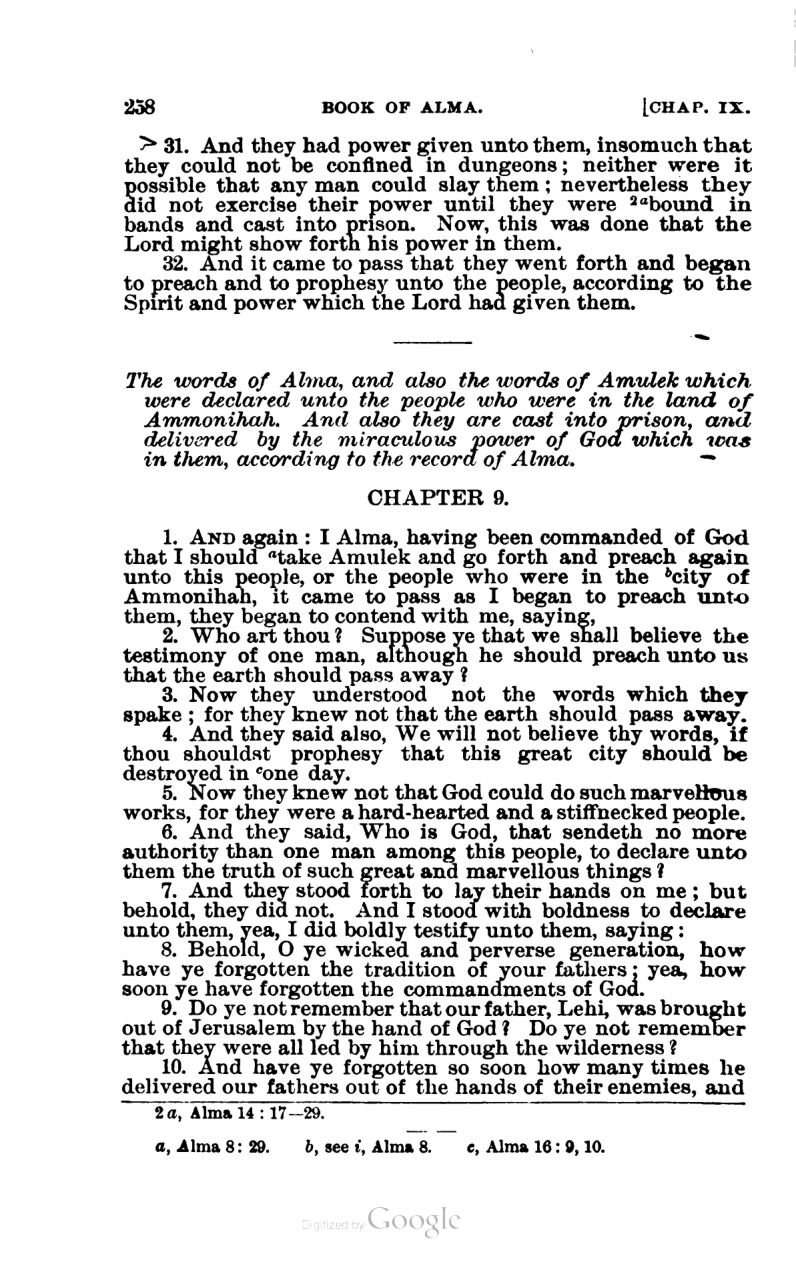 258 BOOK OF ALMA. [CHAP. IX.
> 31. And they had power given unto them, insomuch that
they could not be confined in dungeons; neither were it
possible that any man could slay them; nevertheless they
did not exercise their power until they were ²ᵃbound in
bands and cast into prison. Now, this was done that the
Lord might show forth his power in them.
32. And it came to pass that they went forth and began
to preach and to prophesy unto the people, according to the
Spirit and power which the Lord had given them.
The words of Alma, and also the words of Amulek which
were declared unto the people who were in the land of
Ammonihah. And also they are cast into prison, and
delivered by the miraculous power of God which was
in them, according to the record of Alma.
CHAPTER 9.
1. AND again: I Alma, having been commanded of God
that I should ᵃtake Amulek and go forth and preach again
unto this people, or the people who were in the ᵇcity of
Ammonihah, it came to pass as I began to preach unto
them, they began to contend with me, saying,
2. Who art thou? Suppose ye that we shall believe the
testimony of one man, although he should preach unto us
that the earth should pass away?
3. Now they understood not the words which they
spake; for they knew not that the earth should pass away.
4. And they said also, We will not believe thy words, if
thou shouldst prophesy that this great city should be
destroyed in ᶜone day.
5. Now they knew not that God could do such marvellous
works, for they were a hard-hearted and a stiffnecked people.
6. And they said, Who is God, that sendeth no more
authority than one man among this people, to declare unto
them the truth of such great and marvellous things?
7. And they stood forth to lay their hands on me; but
behold, they did not. And I stood with boldness to declare
unto them, yea, I did boldly testify unto them, saying:
8. Behold, O ye wicked and perverse generation, how
have ye forgotten the tradition of your fathers; yea, how
soon ye have forgotten the commandments of God.
9. Do ye not remember that our father, Lehi, was brought
out of Jerusalem by the hand of God? Do ye not remember
that they were all led by him through the wilderness?
10. And have ye forgotten so soon how many times he
delivered our fathers out of the hands of their enemies, and
2 a, Alma 14: 17—29.
a, Alma 8: 29. b, see i, Alma 8. c, Alma 16: 9, 10.
Digitized by Google